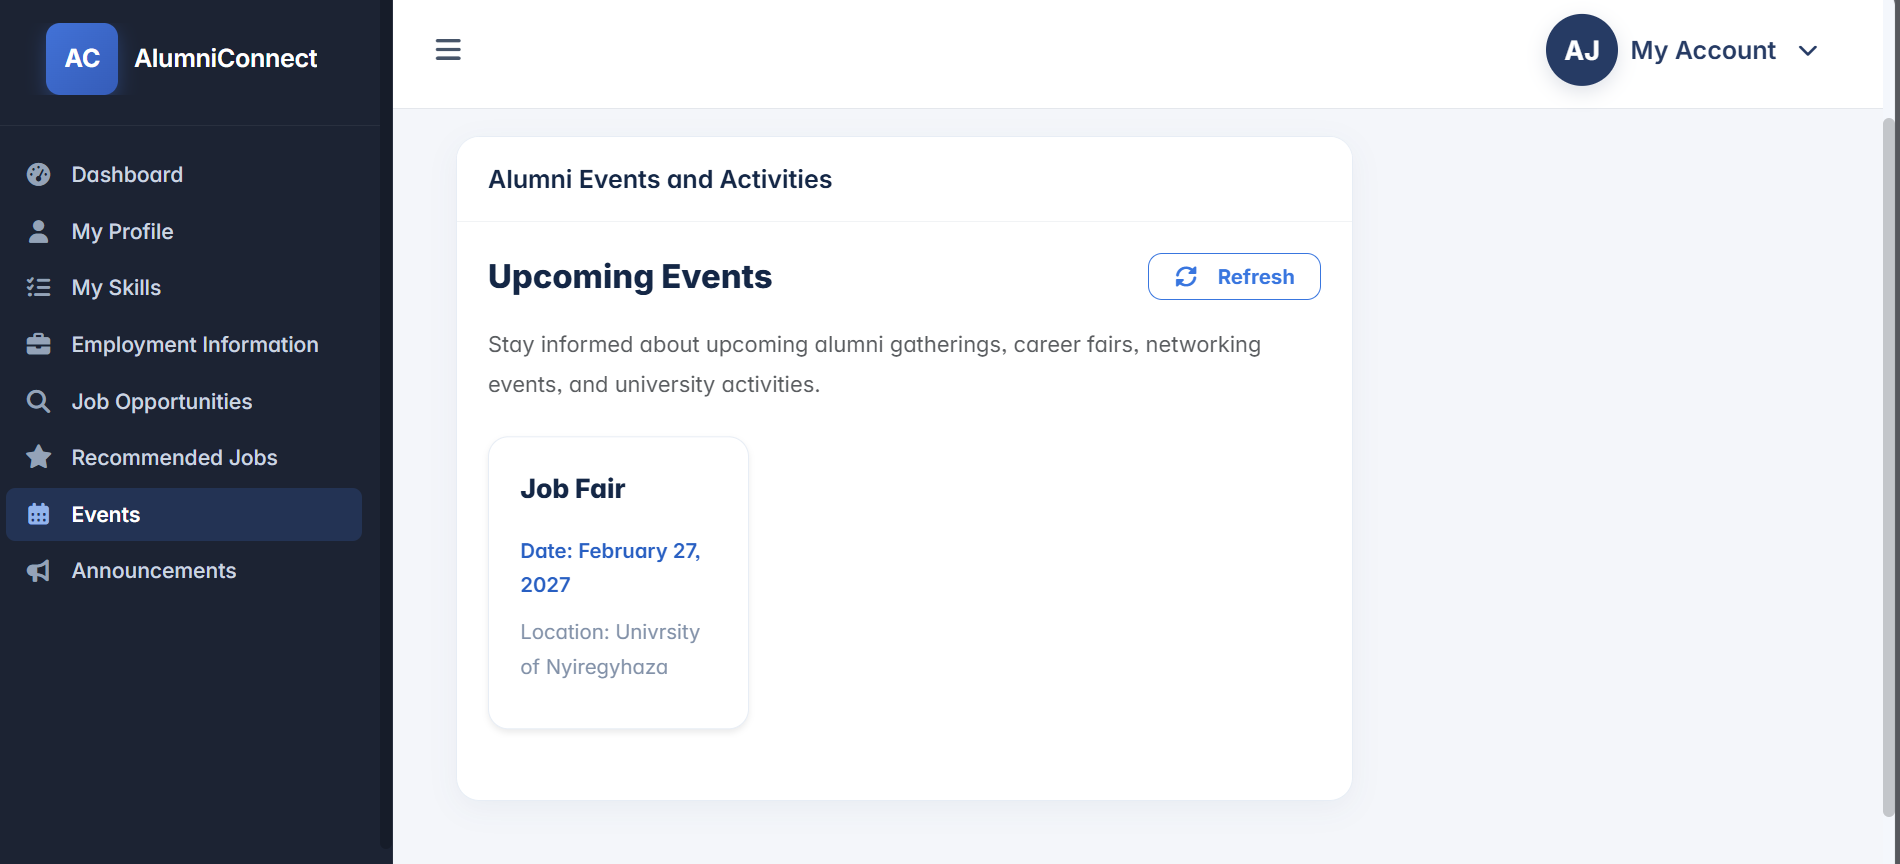 AC
AlumniConnect
Dashboard
My Profile
My Skills
Employment Information
Job Opportunities
Recommended Jobs
Events
Announcements
AJ
My Account
Alumni Events and Activities
Upcoming Events
Refresh
Stay informed about upcoming alumni gatherings, career fairs, networking
events, and university activities.
Job Fair
Date: February 27,
2027
Location: Univrsity
of Nyiregyhaza